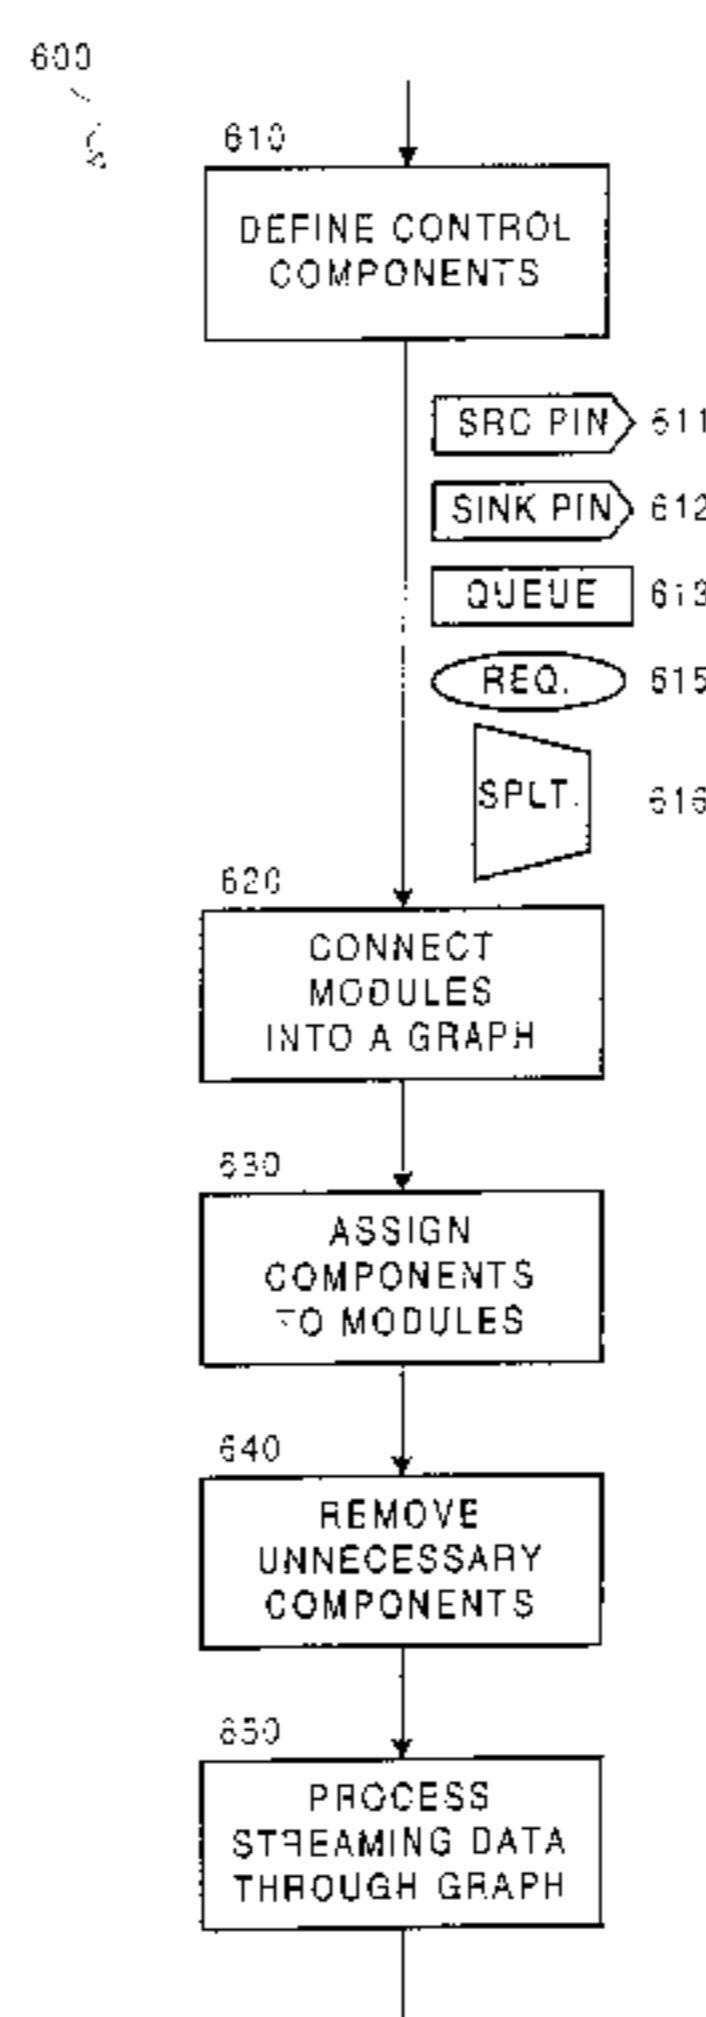 600
610
DEFINE CONTROL
COMPONENTS
SRC PIN 611
SINK PIN 612
QUEUE 613
REQ. 615
SPLT. 616
620
CONNECT
MODULES
INTO A GRAPH
630
ASSIGN
COMPONENTS
TO MODULES
640
REMOVE
UNNECESSARY
COMPONENTS
650
PROCESS
STREAMING DATA
THROUGH GRAPH